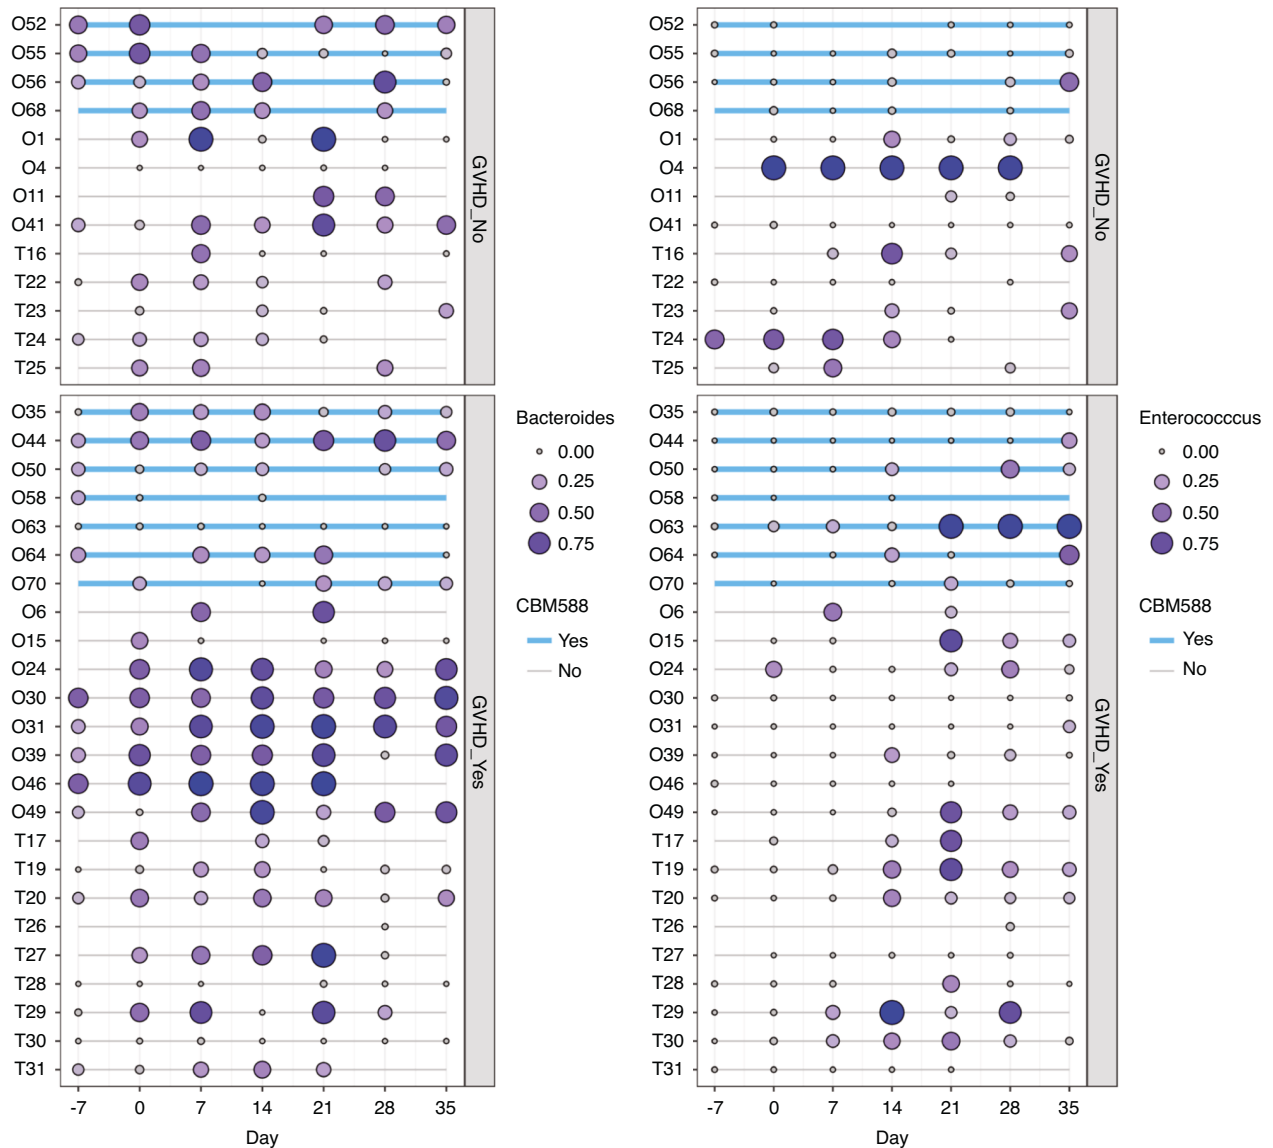 O52
O55
O56
O68
O1
O4
O11
O41
T16
T22
T23
T24
T25
GVHD_No
O35
O44
O50
O58
O63
O64
O70
O6
O15
O24
O30
O31
O39
O46
O49
T17
T19
T20
T26
T27
T28
T29
T30
T31
GVHD_Yes
-7 0 7 14 21 28 35
Day
Bacteroides
0.00
0.25
0.50
0.75
CBM588
Yes
No
O52
O55
O56
O68
O1
O4
O11
O41
T16
T22
T23
T24
T25
GVHD_No
O35
O44
O50
O58
O63
O64
O70
O6
O15
O24
O30
O31
O39
O46
O49
T17
T19
T20
T26
T27
T28
T29
T30
T31
GVHD_Yes
-7 0 7 14 21 28 35
Day
Enterococccus
0.00
0.25
0.50
0.75
CBM588
Yes
No